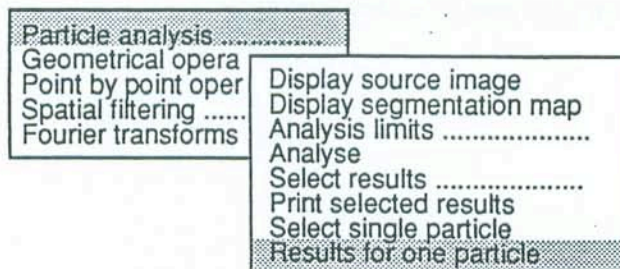 Particle analysis ..............
Geometrical opera
Point by point oper
Spatial filtering ......
Fourier transforms
Display source image
Display segmentation map
Analysis limits .....................
Analyse
Select results .....................
Print selected results
Select single particle
Results for one particle